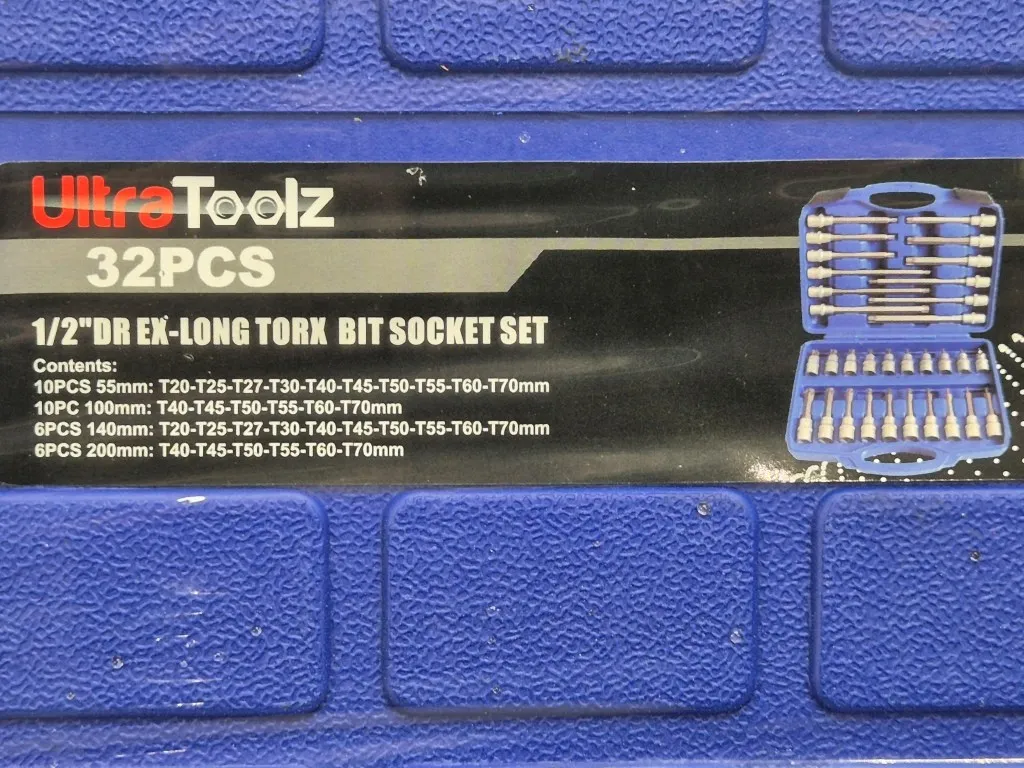 UltraToolz
32PCS
1/2"DR EX-LONG TORX BIT SOCKET SET
Contents:
10PCS 55mm: T20-T25-T27-T30-T40-T45-T50-T55-T60-T70mm
10PC 100mm: T40-T45-T50-T55-T60-T70mm
6PCS 140mm: T20-T25-T27-T30-T40-T45-T50-T55-T60-T70mm
6PCS 200mm: T40-T45-T50-T55-T60-T70mm